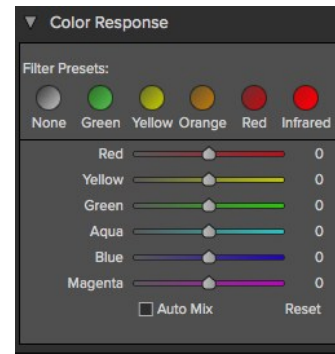 Color Response
Filter Presets:
None Green Yellow Orange Red Infrared
Red 0
Yellow 0
Green 0
Aqua 0
Blue 0
Magenta 0
Auto Mix Reset